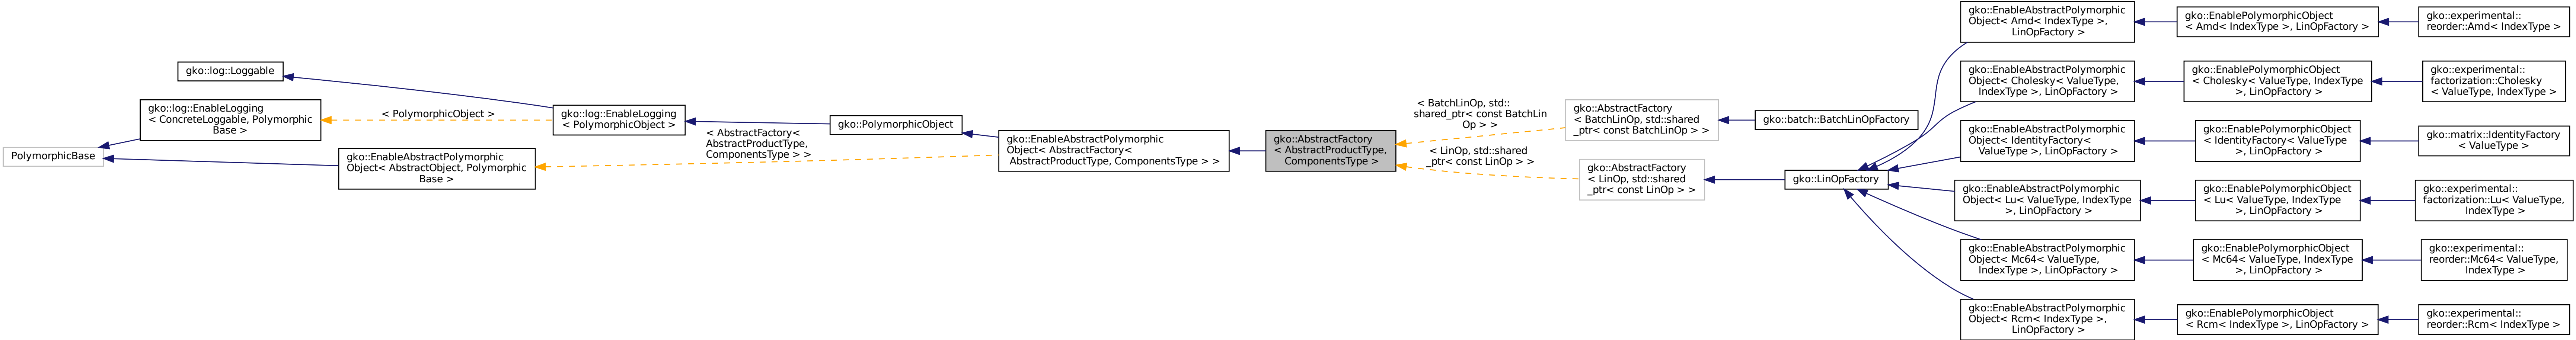 PolymorphicBase
gko::log::Loggable
gko::log::EnableLogging
< ConcreteLoggable, Polymorphic
Base >
gko::EnableAbstractPolymorphic
Object< AbstractObject, Polymorphic
Base >
< PolymorphicObject >
gko::log::EnableLogging
< PolymorphicObject >
< AbstractFactory<
AbstractProductType,
ComponentsType > >
gko::PolymorphicObject
gko::EnableAbstractPolymorphic
Object< AbstractFactory<
AbstractProductType, ComponentsType > >
gko::AbstractFactory
< AbstractProductType,
ComponentsType >
< BatchLinOp, std::
shared_ptr< const BatchLin
Op > >
< LinOp, std::shared
_ptr< const LinOp > >
gko::AbstractFactory
< BatchLinOp, std::shared
_ptr< const BatchLinOp > >
gko::AbstractFactory
< LinOp, std::shared
_ptr< const LinOp > >
gko::batch::BatchLinOpFactory
gko::LinOpFactory
gko::EnableAbstractPolymorphic
Object< Amd< IndexType >,
LinOpFactory >
gko::EnablePolymorphicObject
< Amd< IndexType >, LinOpFactory >
gko::experimental::
reorder::Amd< IndexType >
gko::EnableAbstractPolymorphic
Object< Cholesky< ValueType,
IndexType >, LinOpFactory >
gko::EnablePolymorphicObject
< Cholesky< ValueType, IndexType
>, LinOpFactory >
gko::experimental::
factorization::Cholesky
< ValueType, IndexType >
gko::EnableAbstractPolymorphic
Object< IdentityFactory<
ValueType >, LinOpFactory >
gko::EnablePolymorphicObject
< IdentityFactory< ValueType
>, LinOpFactory >
gko::matrix::IdentityFactory
< ValueType >
gko::EnableAbstractPolymorphic
Object< Lu< ValueType, IndexType
>, LinOpFactory >
gko::EnablePolymorphicObject
< Lu< ValueType, IndexType
>, LinOpFactory >
gko::experimental::
factorization::Lu< ValueType,
IndexType >
gko::EnableAbstractPolymorphic
Object< Mc64< ValueType,
IndexType >, LinOpFactory >
gko::EnablePolymorphicObject
< Mc64< ValueType, IndexType
>, LinOpFactory >
gko::experimental::
reorder::Mc64< ValueType,
IndexType >
gko::EnableAbstractPolymorphic
Object< Rcm< IndexType >,
LinOpFactory >
gko::EnablePolymorphicObject
< Rcm< IndexType >, LinOpFactory >
gko::experimental::
reorder::Rcm< IndexType >